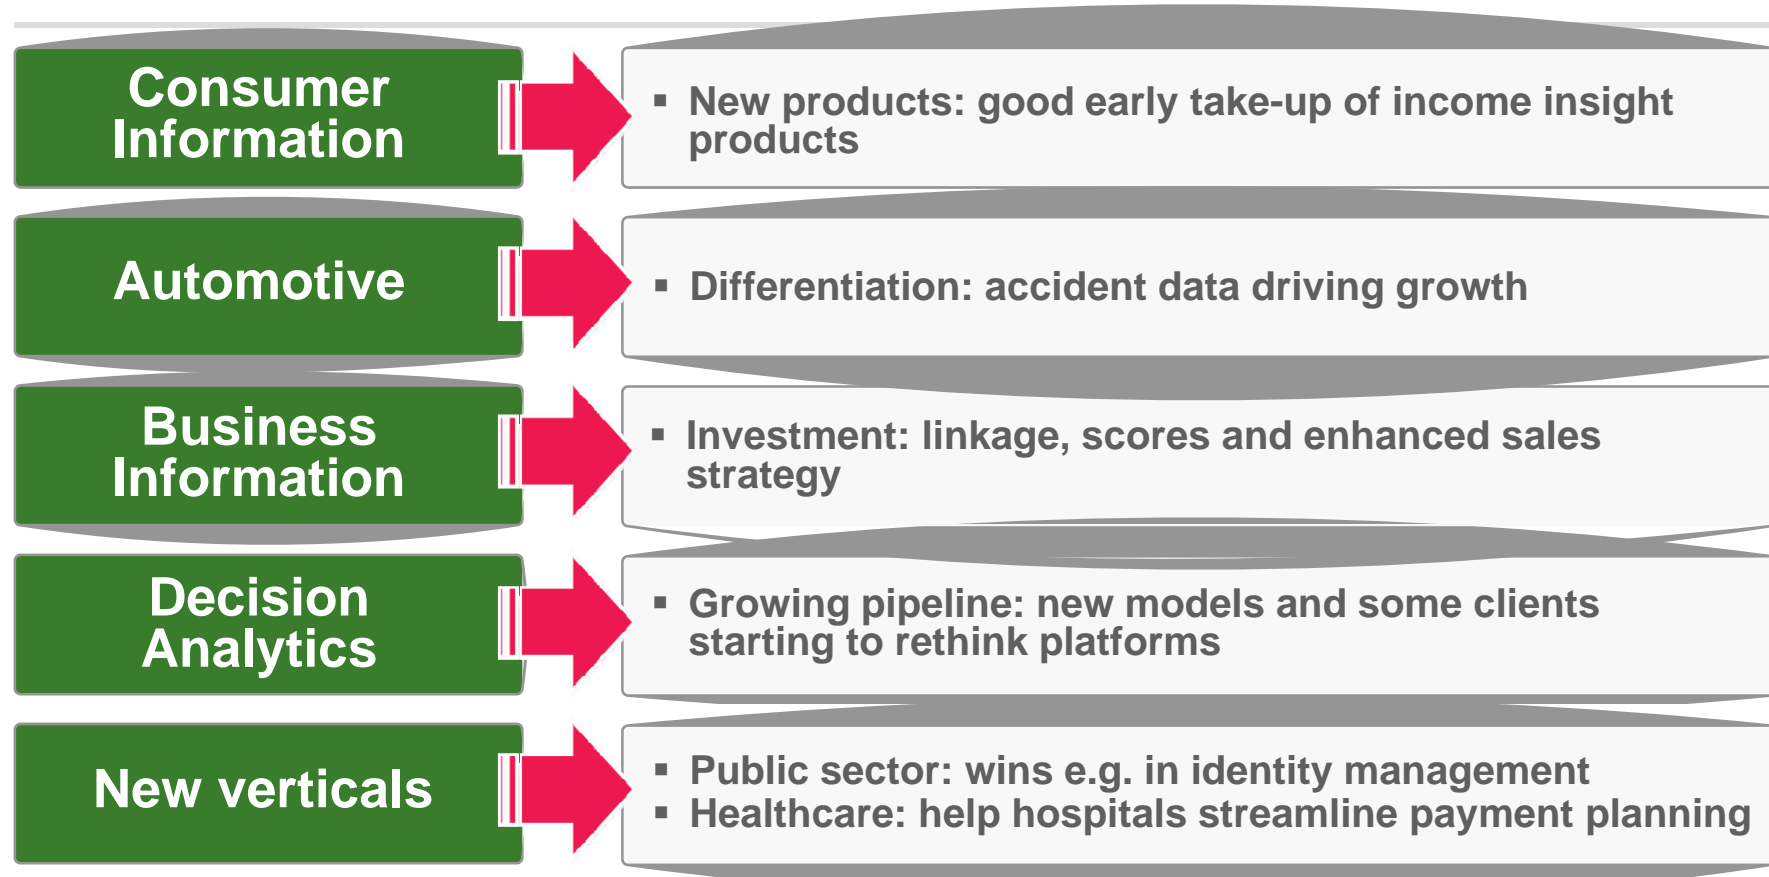 Consumer
Information
▪ New products: good early take-up of income insight
products
Automotive
▪ Differentiation: accident data driving growth
Business
Information
▪ Investment: linkage, scores and enhanced sales
strategy
Decision
Analytics
▪ Growing pipeline: new models and some clients
starting to rethink platforms
New verticals
▪ Public sector: wins e.g. in identity management
▪ Healthcare: help hospitals streamline payment planning